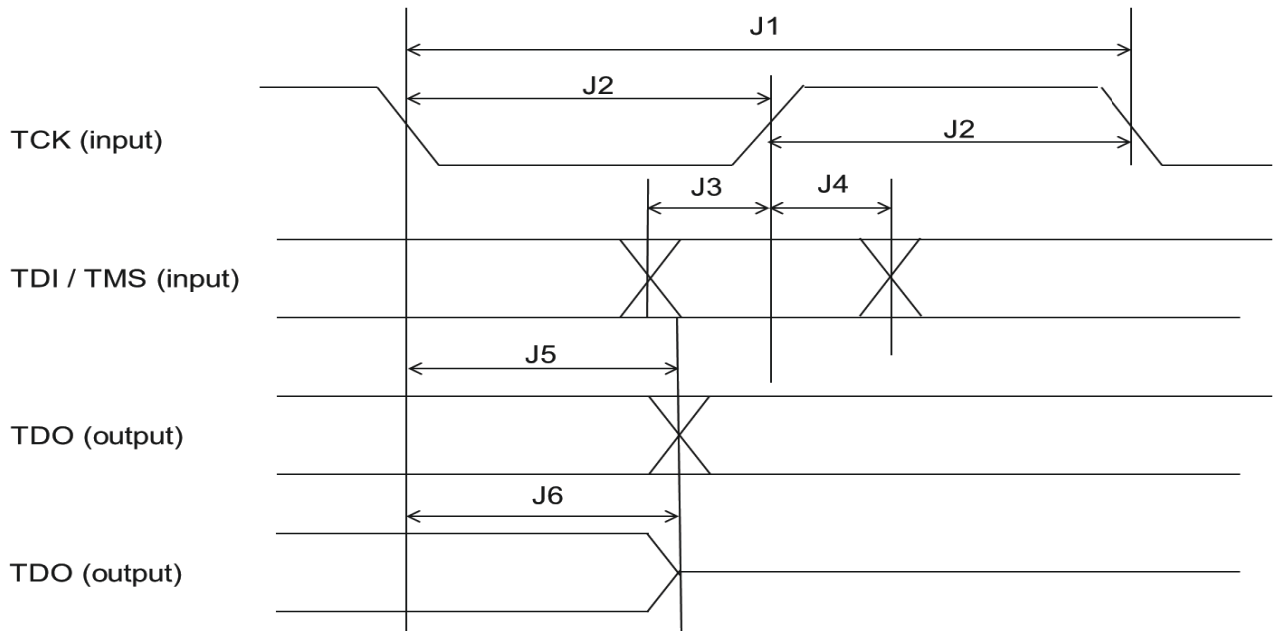 J1
J2
TCK (input)
J2
J3
J4
TDI / TMS (input)
J5
TDO (output)
J6
TDO (output)